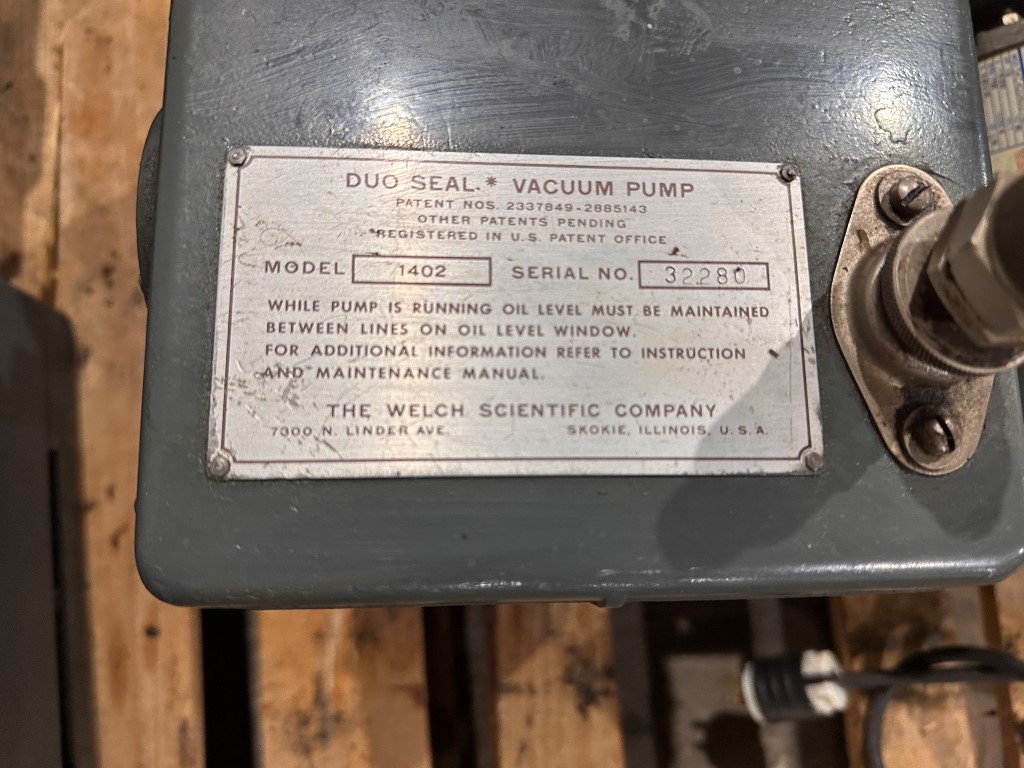 DUO SEAL.* VACUUM PUMP
PATENT NOS. 2337849-2885143
OTHER PATENTS PENDING
*REGISTERED IN U.S. PATENT OFFICE
MODEL 1402 SERIAL NO. 32280
WHILE PUMP IS RUNNING OIL LEVEL MUST BE MAINTAINED
BETWEEN LINES ON OIL LEVEL WINDOW.
FOR ADDITIONAL INFORMATION REFER TO INSTRUCTION
AND MAINTENANCE MANUAL.
THE WELCH SCIENTIFIC COMPANY
7300 N. LINDER AVE. SKOKIE, ILLINOIS, U.S.A.